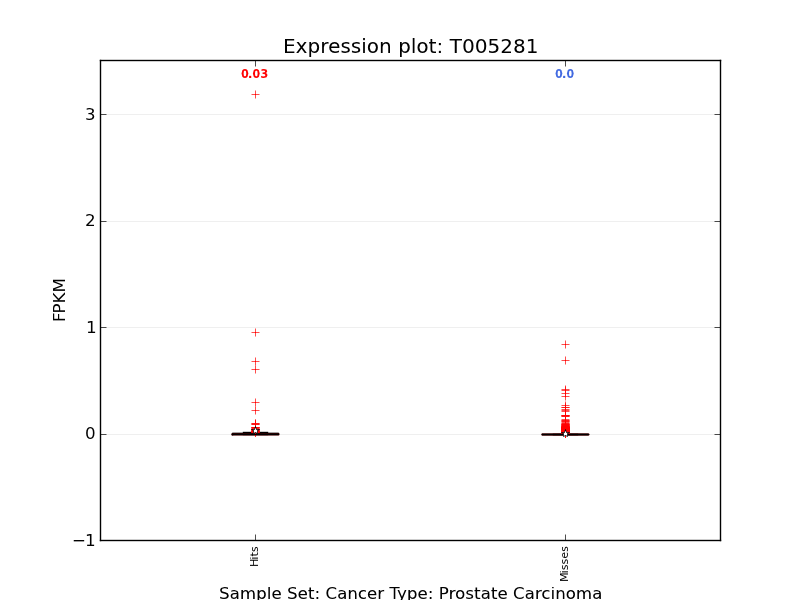 Expression plot: T005281
0.03
0.0
3
2
1
0
−1
FPKM
Hits
Misses
Sample Set: Cancer Type: Prostate Carcinoma